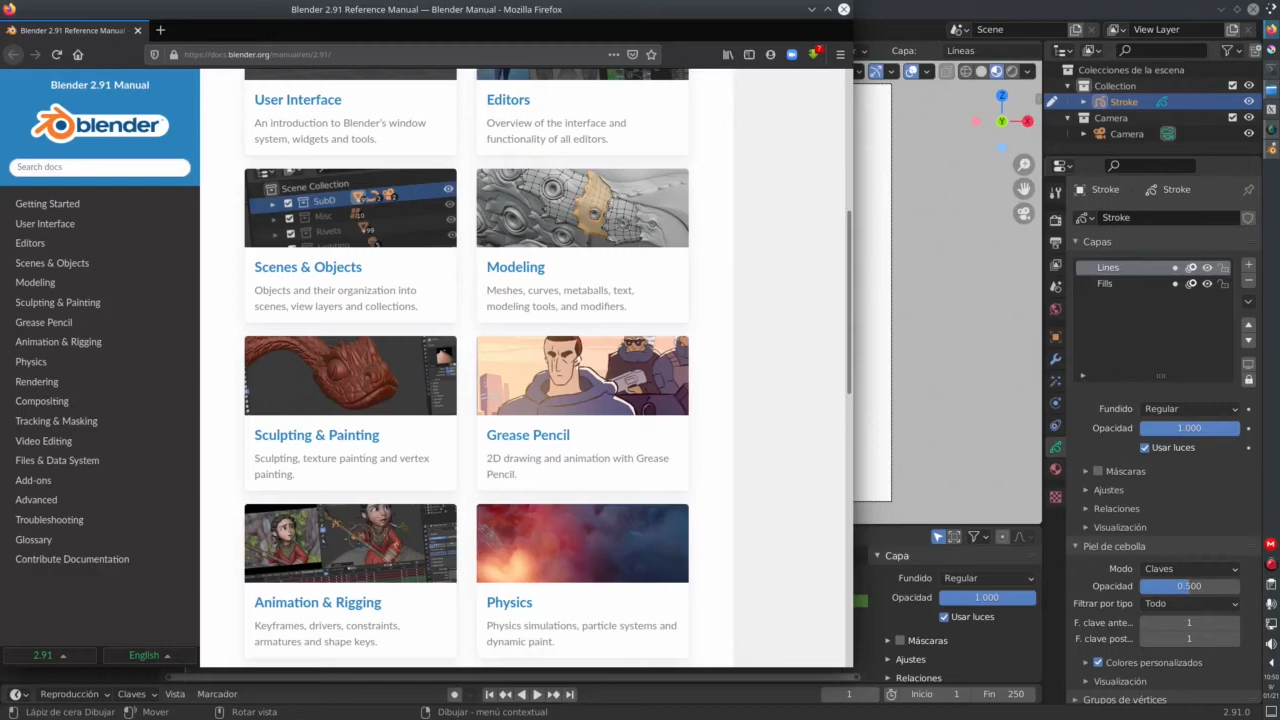 Blender 2.91 Reference Manual — Blender Manual - Mozilla Firefox
Blender 2.91 Reference Manual
https://docs.blender.org/manual/en/2.91/
7
Blender 2.91 Manual
blender
Search docs
Getting Started
User Interface
Editors
Scenes & Objects
Modeling
Sculpting & Painting
Grease Pencil
Animation & Rigging
Physics
Rendering
Compositing
Tracking & Masking
Video Editing
Files & Data System
Add-ons
Advanced
Troubleshooting
Glossary
Contribute Documentation
2.91
English
User Interface
An introduction to Blender's window
system, widgets and tools.
Editors
Overview of the interface and
functionality of all editors.
Scene Collection
SubD
Misc
10
Rivets
99
Lighting
Scenes & Objects
Objects and their organization into
scenes, view layers and collections.
Modeling
Meshes, curves, metaballs, text,
modeling tools, and modifiers.
Sculpting & Painting
Sculpting, texture painting and vertex
painting.
Grease Pencil
2D drawing and animation with Grease
Pencil.
Animation & Rigging
Keyframes, drivers, constraints,
armatures and shape keys.
Physics
Physics simulations, particle systems and
dynamic paint.
Scene
View Layer
Capa:
Líneas
Z
Y
X
Colecciones de la escena
Collection
Stroke
Camera
Camera
Stroke
Stroke
Stroke
Capas
Lines
Fills
Fundido
Regular
Opacidad
1.000
Usar luces
Máscaras
Ajustes
Relaciones
Visualización
Piel de cebolla
Modo
Claves
Opacidad
0.500
Filtrar por tipo
Todo
F. clave ante...
1
F. clave post...
1
Colores personalizados
Visualización
Grupos de vértices
Capa
Fundido
Regular
Opacidad
1.000
Usar luces
Máscaras
Ajustes
Relaciones
Reproducción
Claves
Vista
Marcador
1
Inicio
1
Fin
250
Lápiz de cera Dibujar
Mover
Rotar vista
Dibujar - menú contextual
2.91.0
10:50
9/
01/21